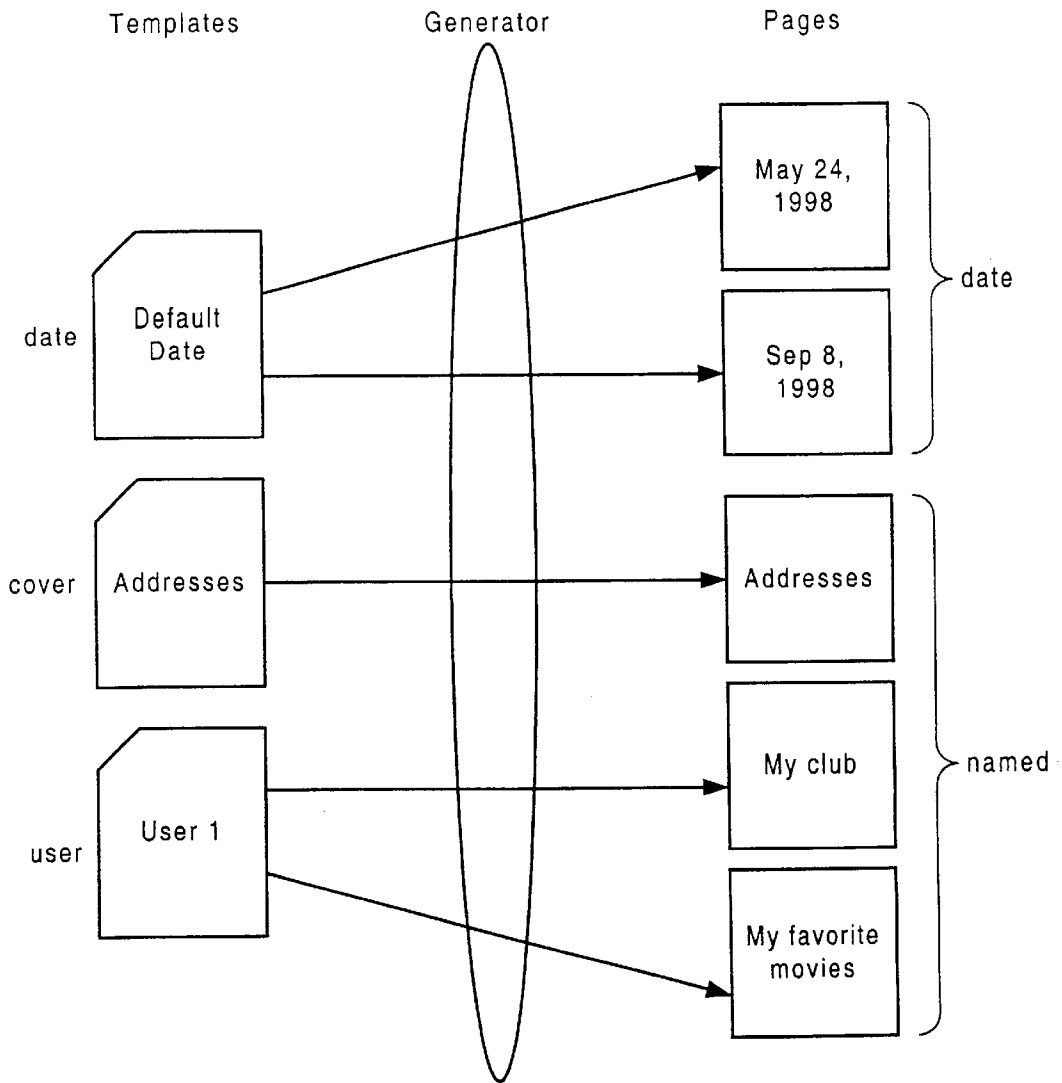 Templates
Generator
Pages
date
Default
Date
May 24,
1998
Sep 8,
1998
date
cover
Addresses
Addresses
user
User 1
My club
My favorite
movies
named